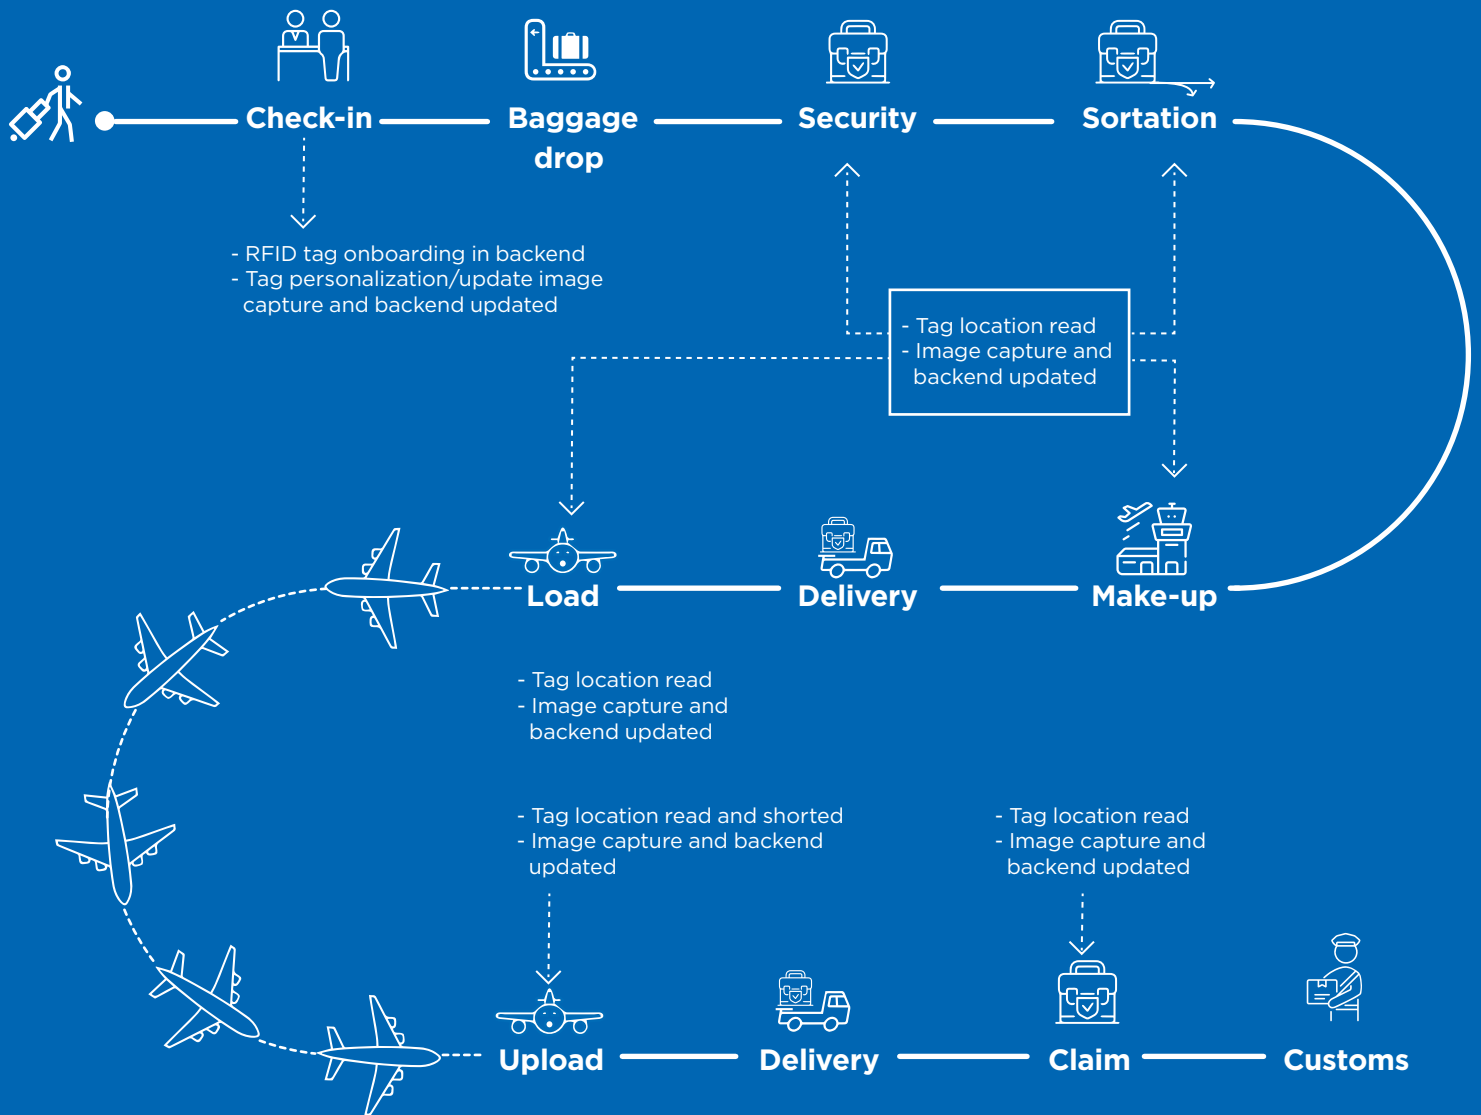 Check-in
Baggage
drop
Security
Sortation
- RFID tag onboarding in backend
- Tag personalization/update image
capture and backend updated
- Tag location read
- Image capture and
backend updated
Load
Delivery
Make-up
- Tag location read
- Image capture and
backend updated
- Tag location read and shorted
- Image capture and backend
updated
- Tag location read
- Image capture and
backend updated
Upload
Delivery
Claim
Customs